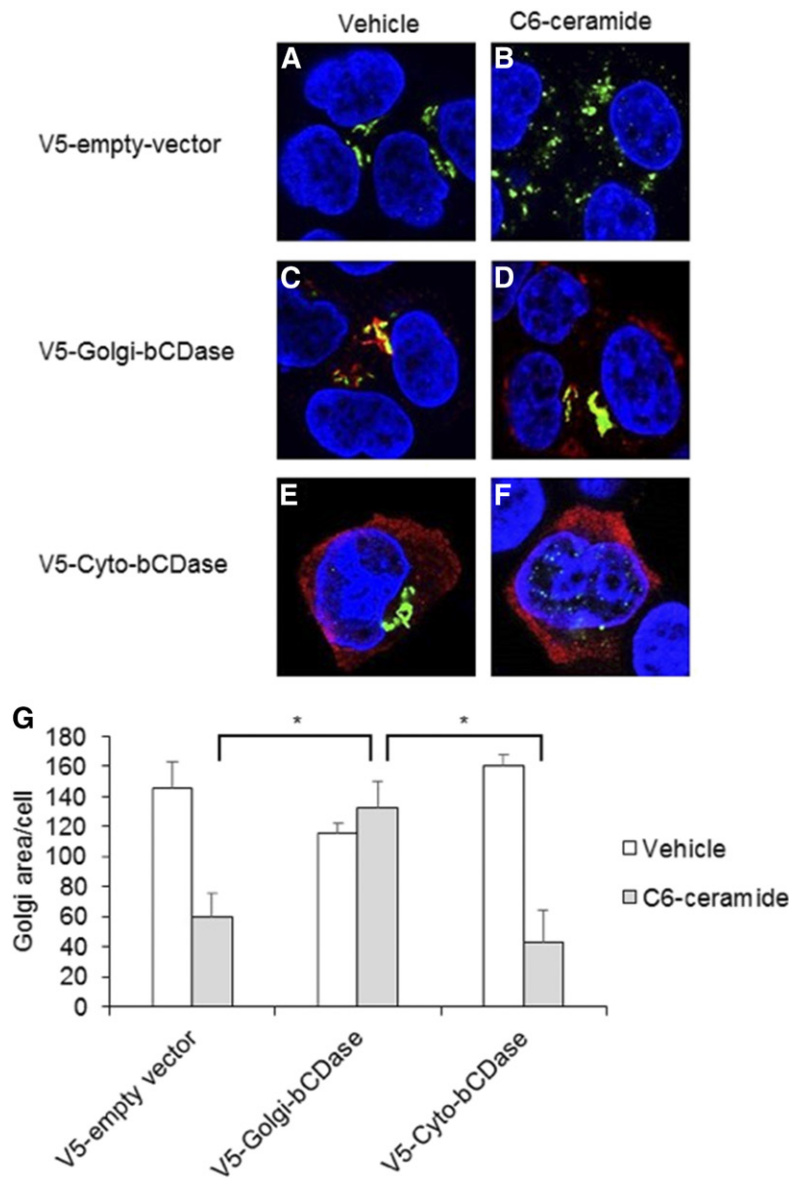 Vehicle C6-ceramide
A B
V5-empty-vector
C D
V5-Golgi-bCDase
E F
V5-Cyto-bCDase
G
* *
180
160
140
120
100
80
60
40
20
0
Golgi area/cell
Vehicle
C6-ceramide
V5-empty vector
V5-Golgi-bCDase
V5-Cyto-bCDase